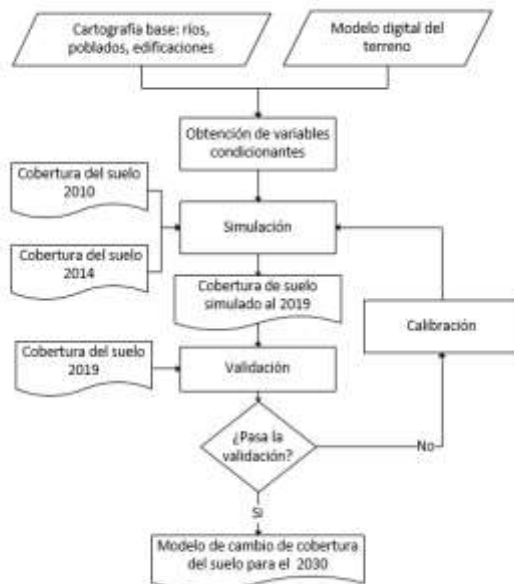 Cartografía base: ríos,
poblados, edificaciones
Modelo digital del
terreno
Obtención de variables
condicionantes
Cobertura del suelo
2010
Simulación
Cobertura del suelo
2014
Cobertura de suelo
simulado al 2019
Calibración
Cobertura del suelo
2019
Validación
¿Pasa la
validación?
No
Si
Modelo de cambio de cobertura
del suelo para el 2030